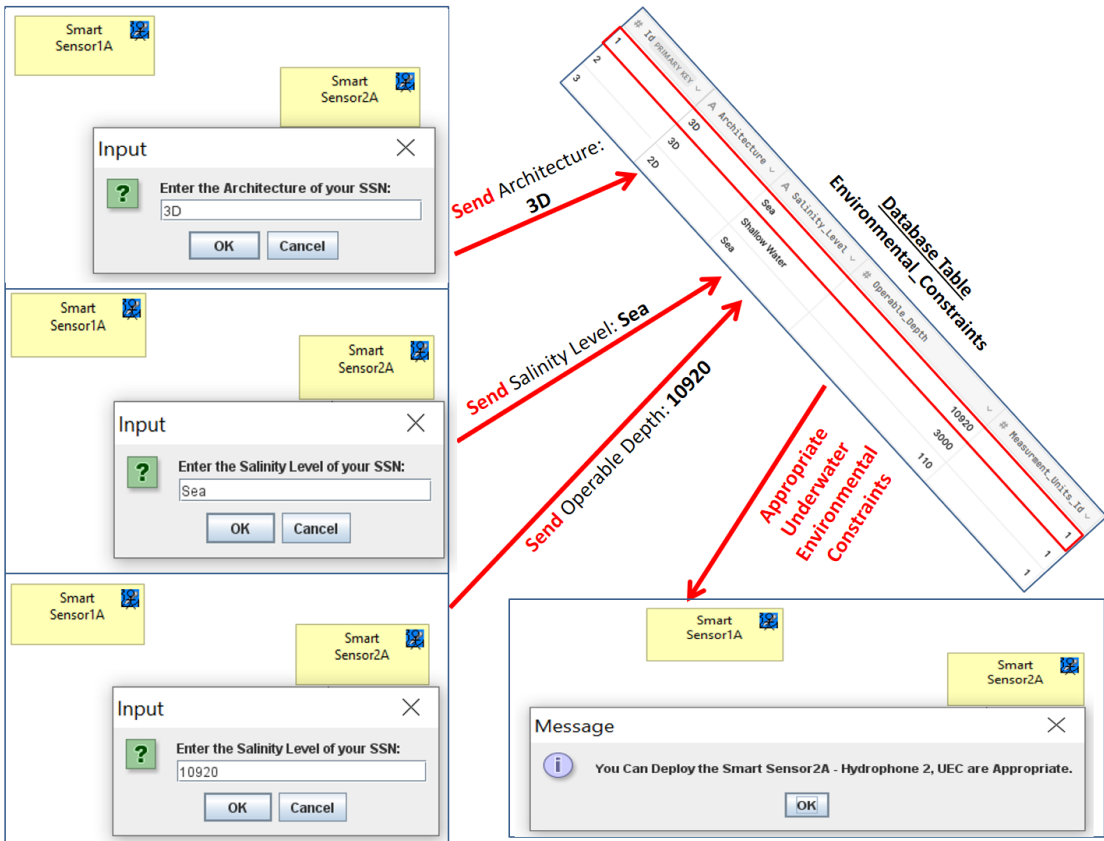 Smart
Sensor1A
Smart
Sensor2A
Input
Enter the Architecture of your SSN:
3D
OK
Cancel
Smart
Sensor1A
Smart
Sensor2A
Input
Enter the Salinity Level of your SSN:
Sea
OK
Cancel
Smart
Sensor1A
Smart
Sensor2A
Input
Enter the Salinity Level of your SSN:
10920
OK
Cancel
Send Architecture:
3D
Send Salinity Level: Sea
Send Operable Depth: 10920
Database Table
Environmental_Constraints
# Id PRIMARY KEY
A Architecture
A Salinity_Level
# Operable_Depth
# Measurment_Units_Id
1 3D Sea 10920 1
2 3D Shallow Water 3000 1
3 2D Sea 110 1
Appropriate
Underwater
Environmental
Constraints
Smart
Sensor1A
Smart
Sensor2A
Message
You Can Deploy the Smart Sensor2A - Hydrophone 2, UEC are Appropriate.
OK